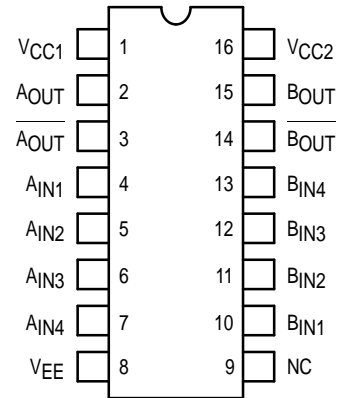 VCC1 1 16 VCC2
AOUT 2 15 BOUT
AOUT 3 14 BOUT
AIN1 4 13 BIN4
AIN2 5 12 BIN3
AIN3 6 11 BIN2
AIN4 7 10 BIN1
VEE 8 9 NC